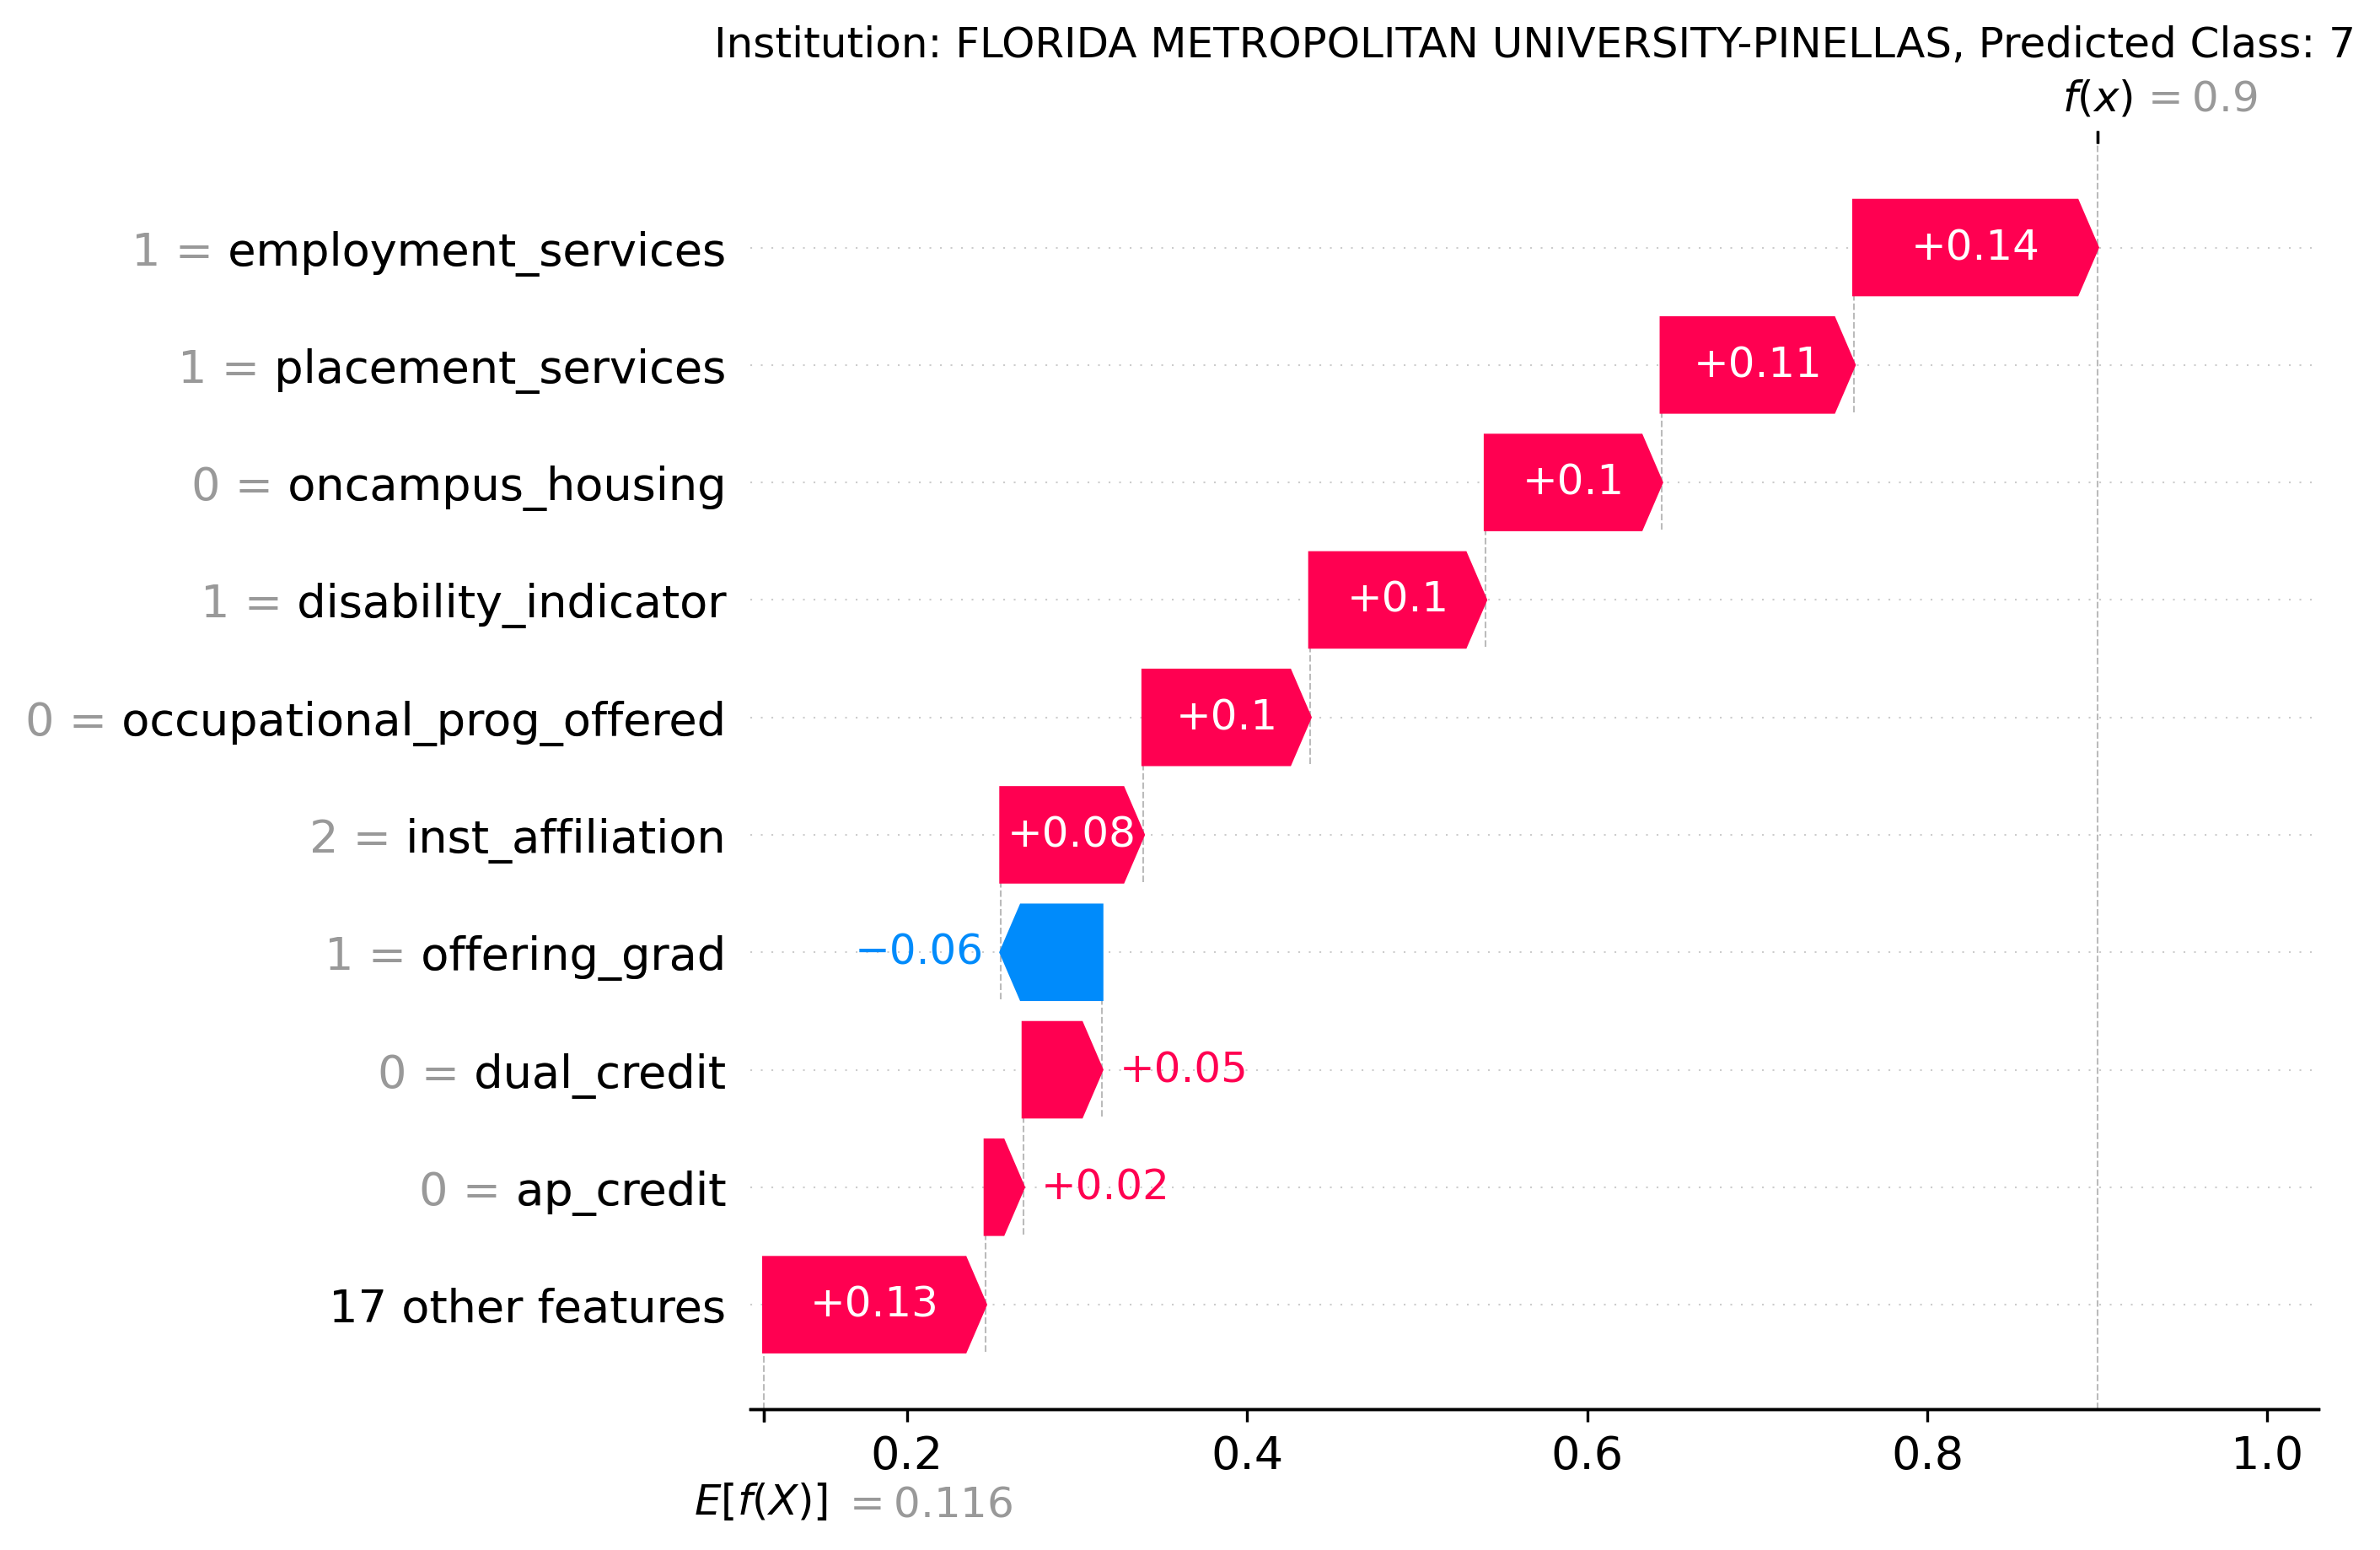 Institution: FLORIDA METROPOLITAN UNIVERSITY-PINELLAS, Predicted Class: 7
f(x) = 0.9
1 = employment_services +0.14
1 = placement_services +0.11
0 = oncampus_housing +0.1
1 = disability_indicator +0.1
0 = occupational_prog_offered +0.1
2 = inst_affiliation +0.08
1 = offering_grad −0.06
0 = dual_credit +0.05
0 = ap_credit +0.02
17 other features +0.13
0.2 0.4 0.6 0.8 1.0
E[f(X)] = 0.116